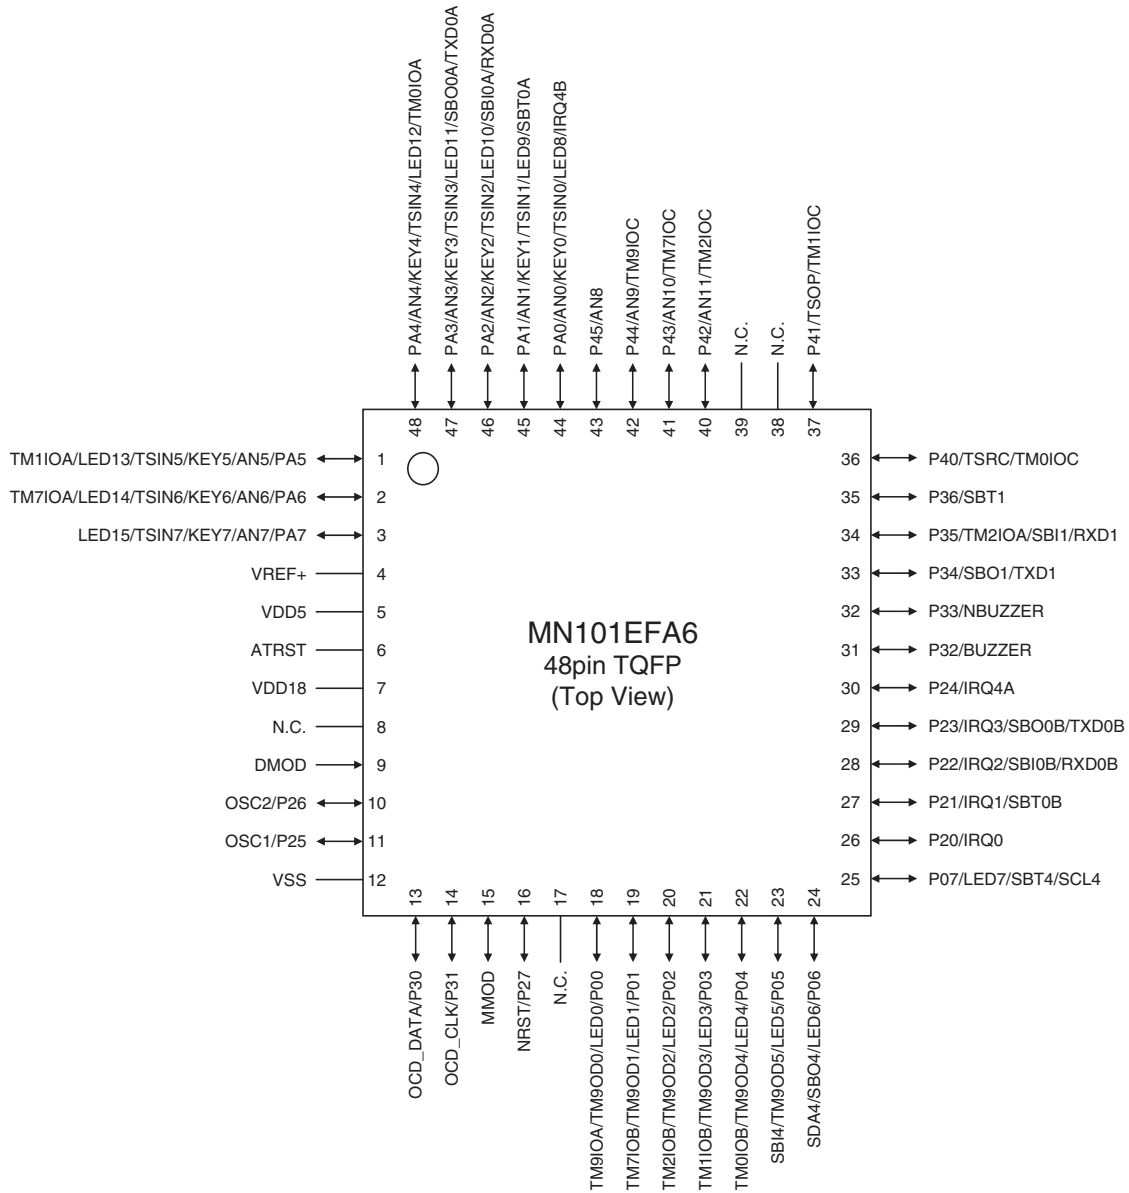 PA4/AN4/KEY4/TSIN4/LED12/TM0IOA
PA3/AN3/KEY3/TSIN3/LED11/SBO0A/TXD0A
PA2/AN2/KEY2/TSIN2/LED10/SBI0A/RXD0A
PA1/AN1/KEY1/TSIN1/LED9/SBT0A
PA0/AN0/KEY0/TSIN0/LED8/IRQ4B
P45/AN8
P44/AN9/TM9IOC
P43/AN10/TM7IOC
P42/AN11/TM2IOC
N.C.
N.C.
P41/TSOP/TM1IOC
48
47
46
45
44
43
42
41
40
39
38
37
TM1IOA/LED13/TSIN5/KEY5/AN5/PA5 1
TM7IOA/LED14/TSIN6/KEY6/AN6/PA6 2
LED15/TSIN7/KEY7/AN7/PA7 3
VREF+ 4
VDD5 5
ATRST 6
VDD18 7
N.C. 8
DMOD 9
OSC2/P26 10
OSC1/P25 11
VSS 12
MN101EFA6
48pin TQFP
(Top View)
36 P40/TSRC/TM0IOC
35 P36/SBT1
34 P35/TM2IOA/SBI1/RXD1
33 P34/SBO1/TXD1
32 P33/NBUZZER
31 P32/BUZZER
30 P24/IRQ4A
29 P23/IRQ3/SBO0B/TXD0B
28 P22/IRQ2/SBI0B/RXD0B
27 P21/IRQ1/SBT0B
26 P20/IRQ0
25 P07/LED7/SBT4/SCL4
13
14
15
16
17
18
19
20
21
22
23
24
OCD_DATA/P30
OCD_CLK/P31
MMOD
NRST/P27
N.C.
TM9IOA/TM9OD0/LED0/P00
TM7IOB/TM9OD1/LED1/P01
TM2IOB/TM9OD2/LED2/P02
TM1IOB/TM9OD3/LED3/P03
TM0IOB/TM9OD4/LED4/P04
SBI4/TM9OD5/LED5/P05
SDA4/SBO4/LED6/P06